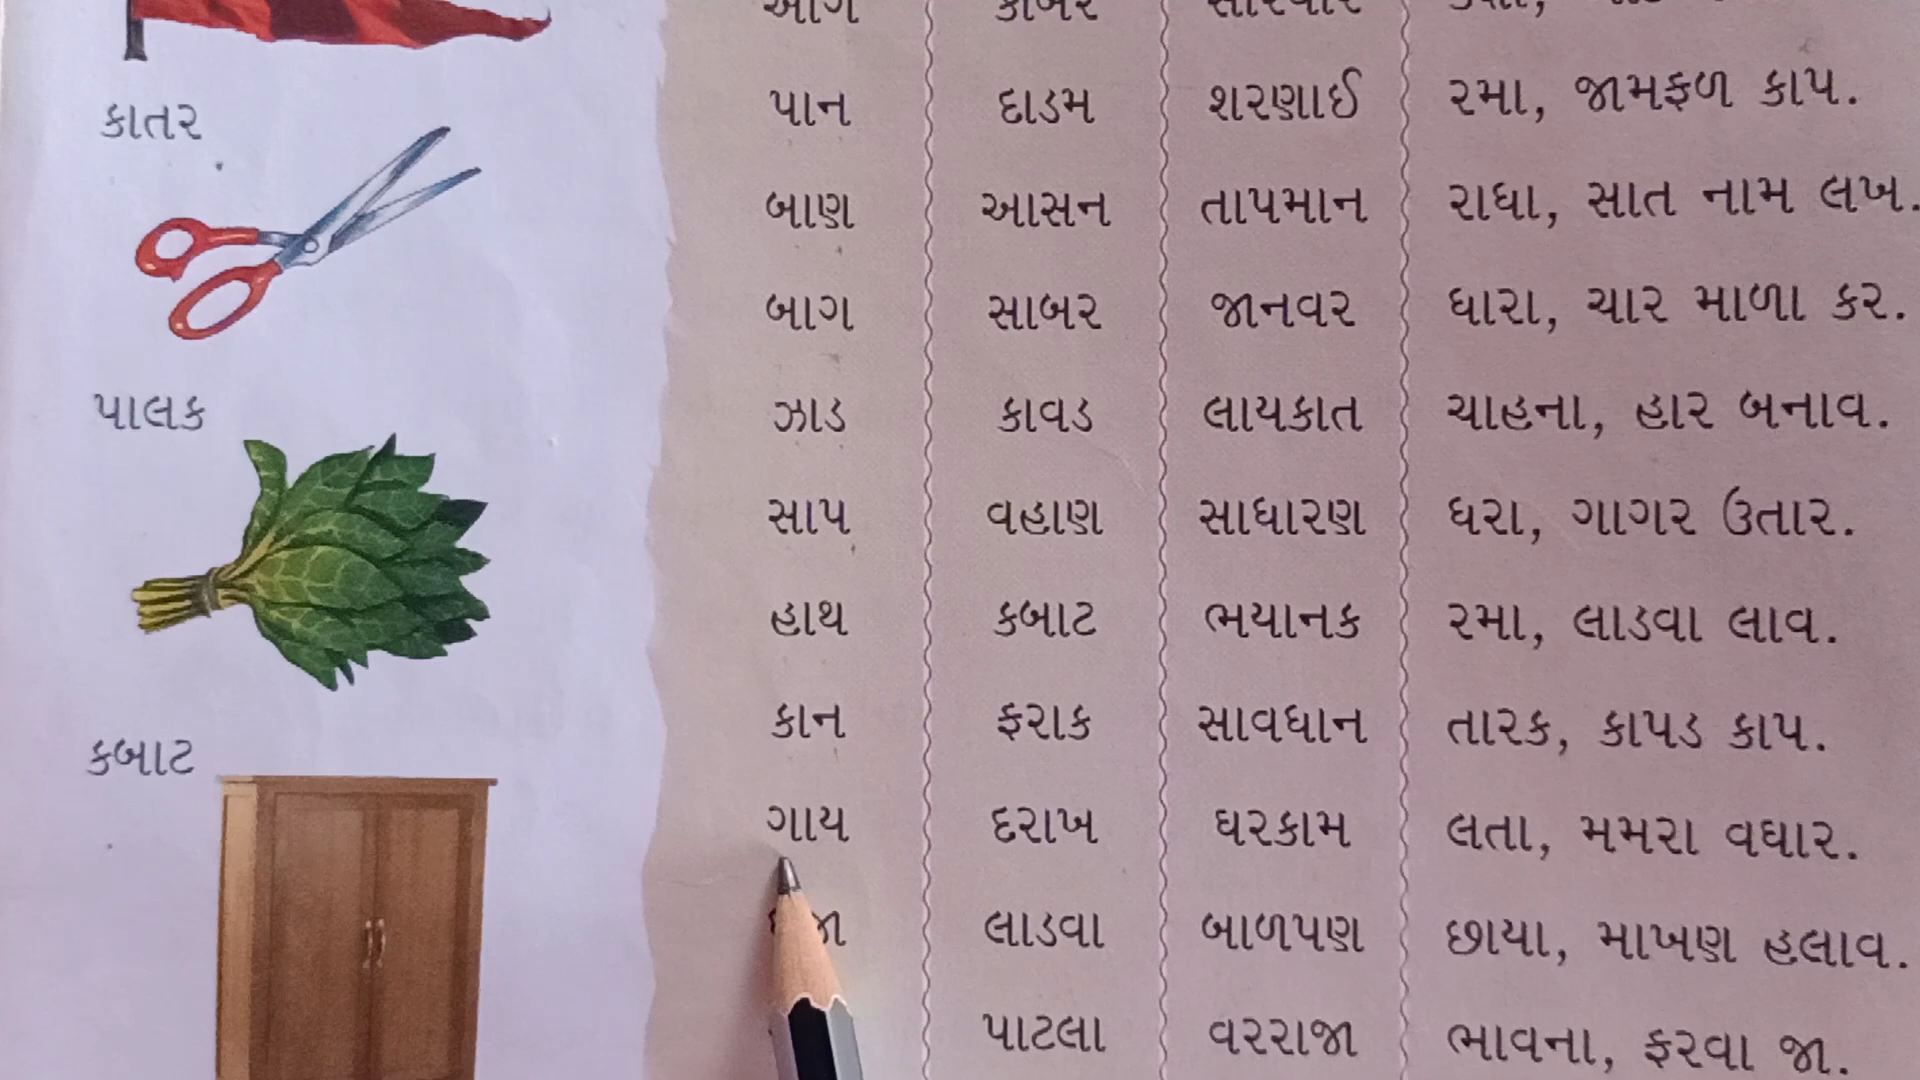 કાતર
પાલક
કબાટ
પાન દાડમ શરણાઈ રમા, જામફળ કાપ.
બાણ આસન તાપમાન રાધા, સાત નામ લખ.
બાગ સાબર જાનવર ધારા, ચાર માળા કર.
ઝાડ કાવડ લાયકાત ચાહના, હાર બનાવ.
સાપ વહાણ સાધારણ ધરા, ગાગર ઉતાર.
હાથ કબાટ ભયાનક રમા, લાડવા લાવ.
કાન ફરાક સાવધાન તારક, કાપડ કાપ.
ગાય દરાખ ઘરકામ લતા, મમરા વઘાર.
લાડવા બાળપણ છાયા, માખણ હલાવ.
પાટલા વરરાજા ભાવના, ફરવા જા.